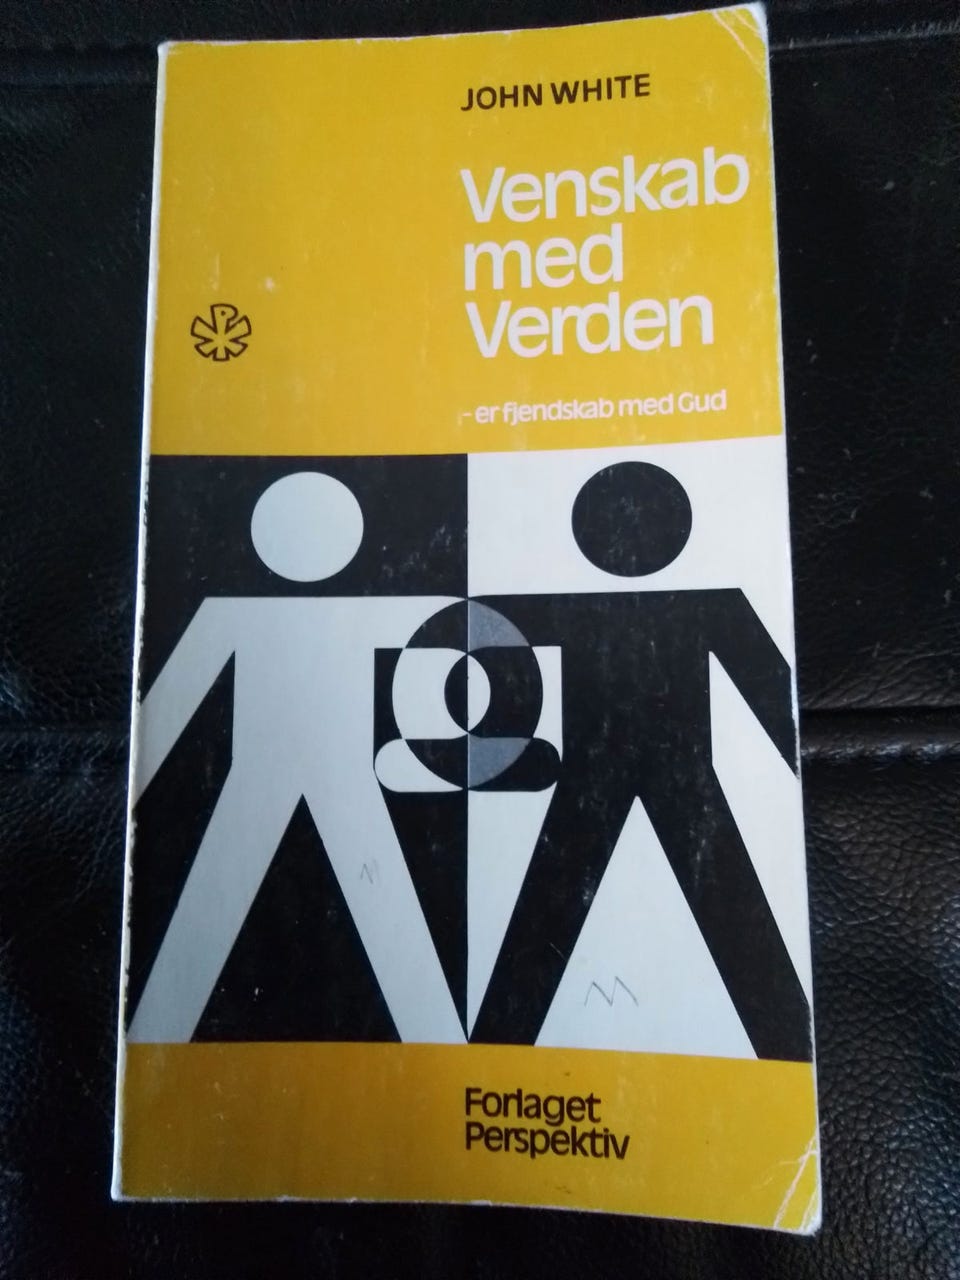 JOHN WHITE
Venskab
med
Verden
- er fjendskab med Gud
Forlaget
Perspektiv